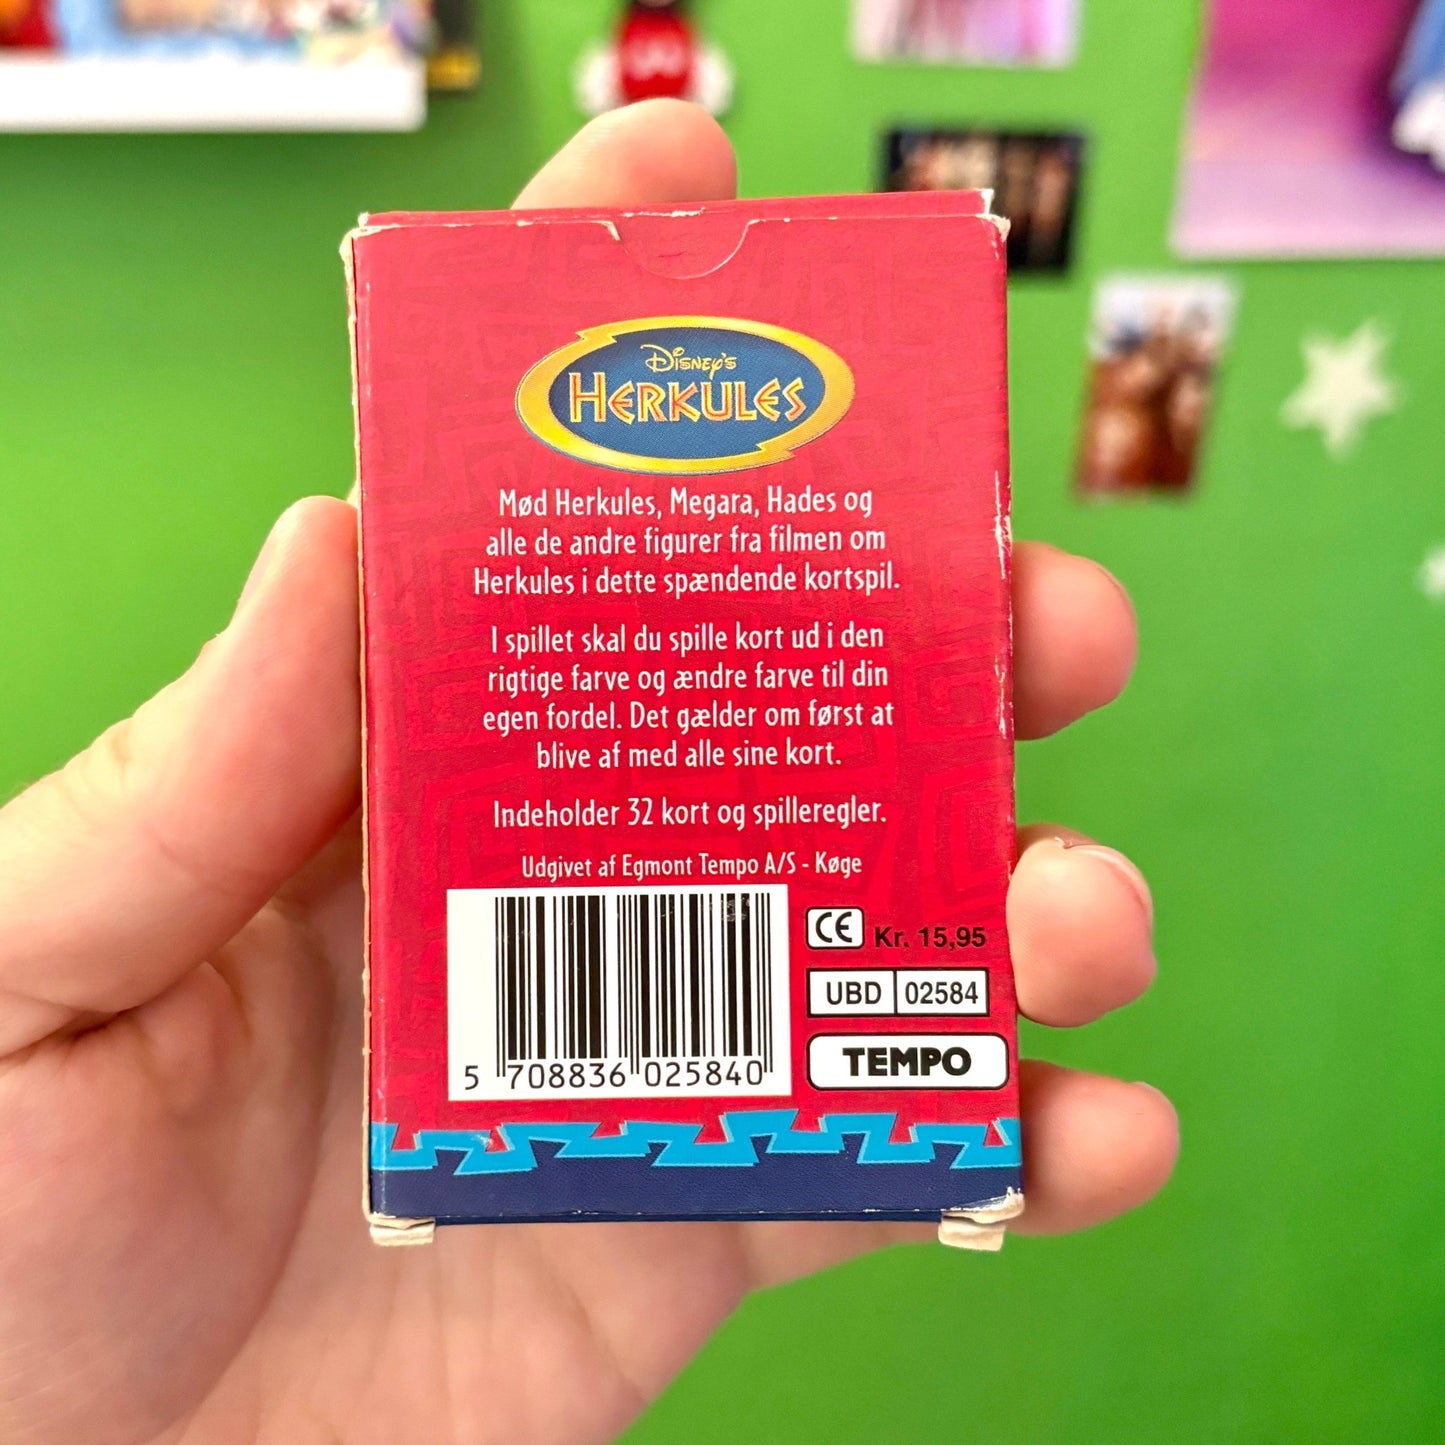 Disney's
HERKULES
Mød Herkules, Megara, Hades og
alle de andre figurer fra filmen om
Herkules i dette spændende kortspil.
I spillet skal du spille kort ud i den
rigtige farve og ændre farve til din
egen fordel. Det gælder om først at
blive af med alle sine kort.
Indeholder 32 kort og spilleregler.
Udgivet af Egmont Tempo A/S - Køge
CE Kr. 15,95
UBD 02584
TEMPO
5 708836 025840